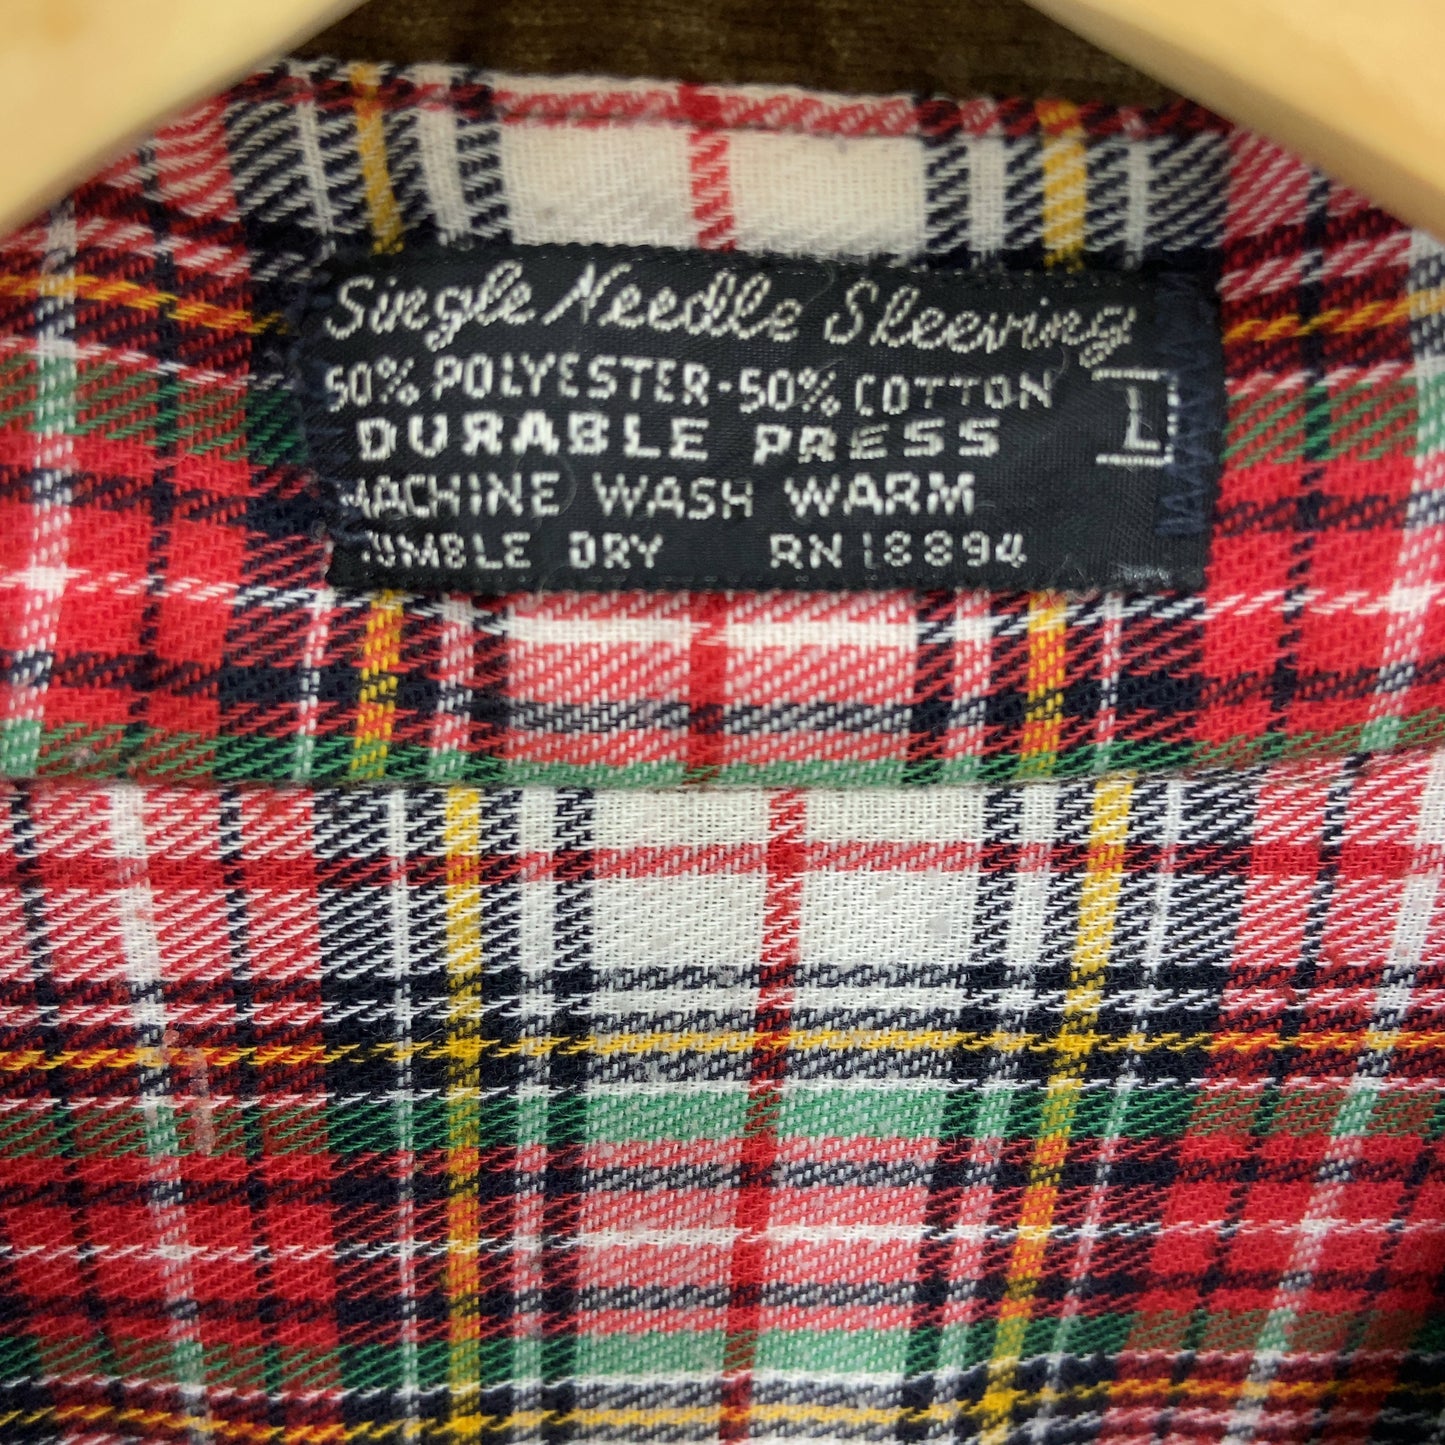 Single Needle Sleeving
50% POLYESTER-50% COTTON
L
DURABLE PRESS
MACHINE WASH WARM
TUMBLE DRY RN 18894